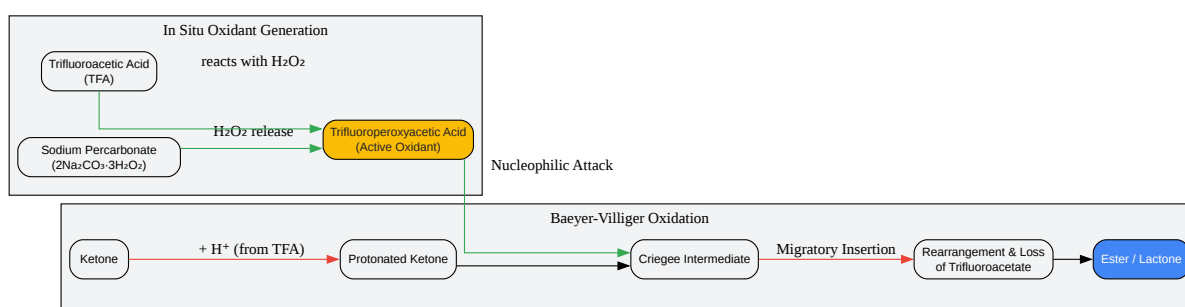 In Situ Oxidant Generation
reacts with H₂O₂
Trifluoroacetic Acid
(TFA)
H₂O₂ release
Trifluoroperoxyacetic Acid
(Active Oxidant)
Sodium Percarbonate
(2Na₂CO₃·3H₂O₂)
Nucleophilic Attack
Baeyer-Villiger Oxidation
Ketone
+ H⁺ (from TFA)
Protonated Ketone
Criegee Intermediate
Migratory Insertion
Rearrangement & Loss
of Trifluoroacetate
Ester / Lactone